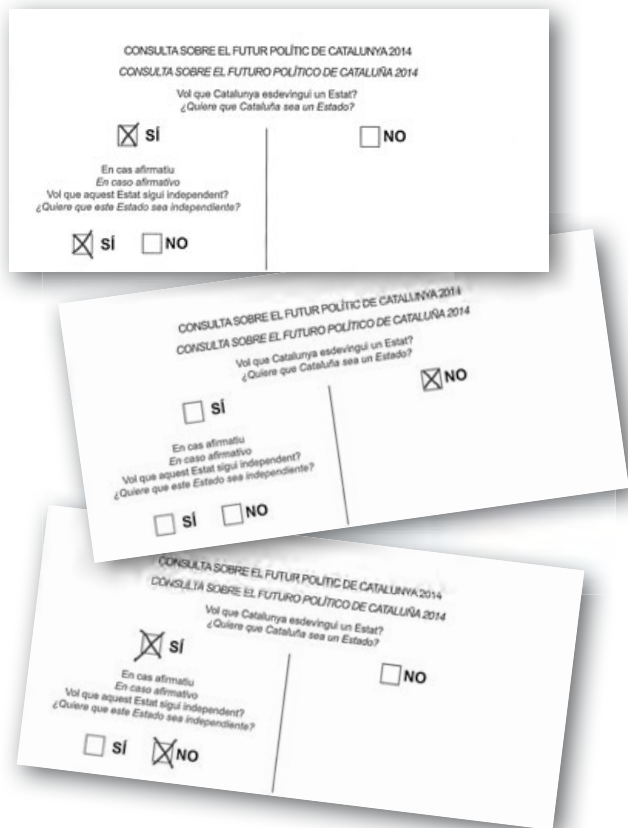 CONSULTA SOBRE EL FUTUR POLÍTIC DE CATALUNYA 2014
CONSULTA SOBRE EL FUTURO POLÍTICO DE CATALUÑA 2014
Vol que Catalunya esdevingui un Estat?
¿Quiere que Cataluña sea un Estado?
SÍ NO
En cas afirmatiu
En caso afirmativo
Vol que aquest Estat sigui independent?
¿Quiere que este Estado sea independiente?
SÍ NO
CONSULTA SOBRE EL FUTUR POLÍTIC DE CATALUNYA 2014
CONSULTA SOBRE EL FUTURO POLÍTICO DE CATALUÑA 2014
Vol que Catalunya esdevingui un Estat?
¿Quiere que Cataluña sea un Estado?
SÍ NO
En cas afirmatiu
En caso afirmativo
Vol que aquest Estat sigui independent?
¿Quiere que este Estado sea independiente?
SÍ NO
CONSULTA SOBRE EL FUTUR POLÍTIC DE CATALUNYA 2014
CONSULTA SOBRE EL FUTURO POLÍTICO DE CATALUÑA 2014
Vol que Catalunya esdevingui un Estat?
¿Quiere que Cataluña sea un Estado?
SÍ NO
En cas afirmatiu
En caso afirmativo
Vol que aquest Estat sigui independent?
¿Quiere que este Estado sea independiente?
SÍ NO